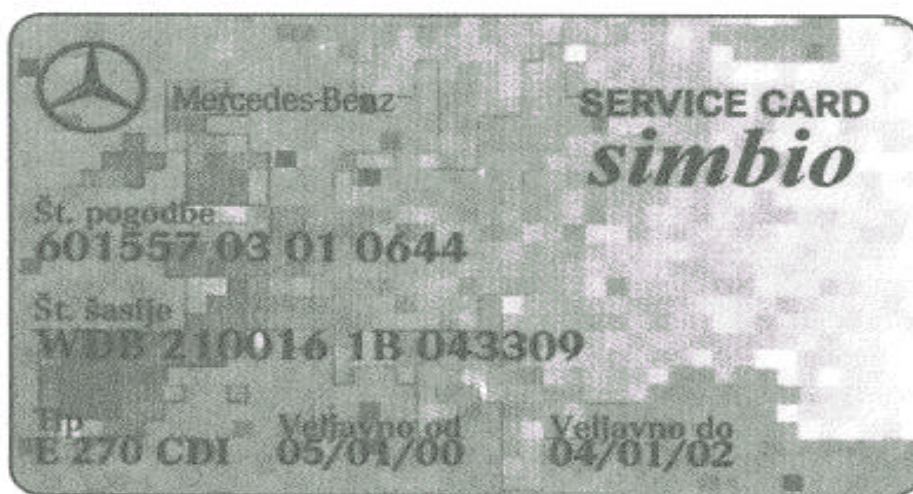 Mercedes-Benz
SERVICE CARD
simbio
Št. pogodbe
601557 03 01 0644
Št. šasije
WDB 210016 1B 043309
Tip Veljavno od Veljavno do
E 270 CDI 05/01/00 04/01/02